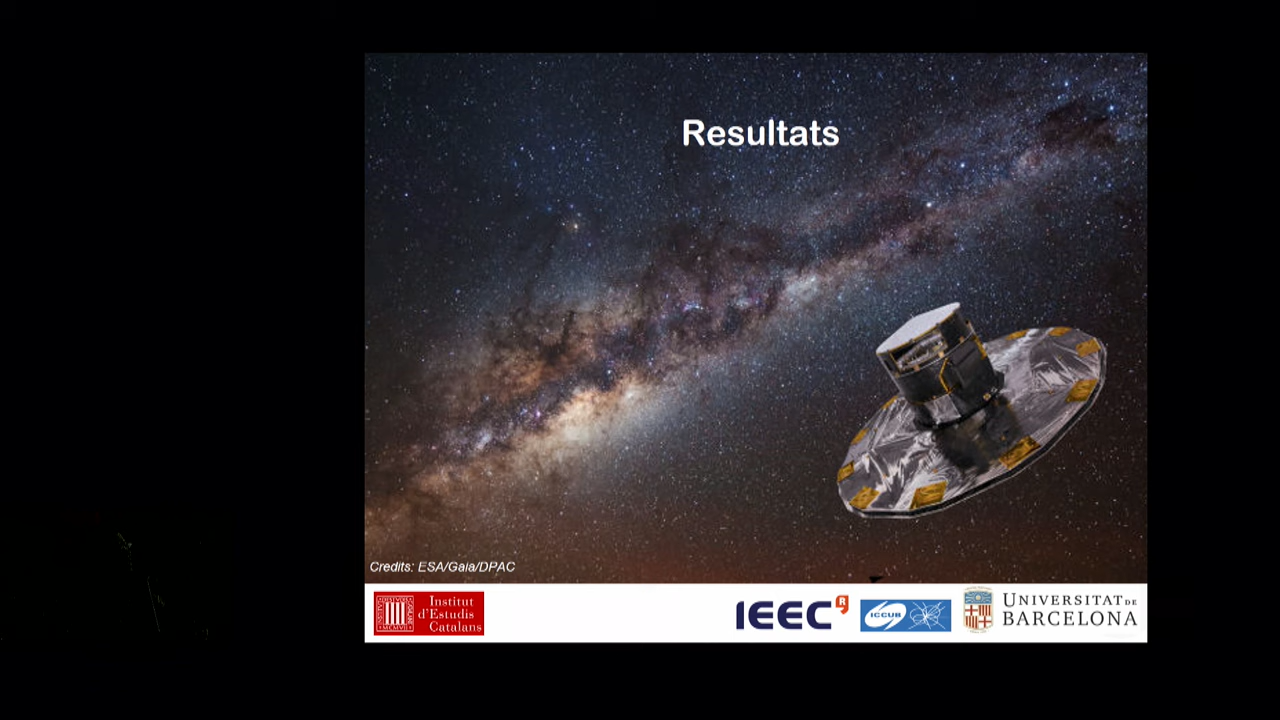 Resultats
Credits: ESA/Gaia/DPAC
Institut
d'Estudis
Catalans
IEEC
R
ICCUB
UNIVERSITAT DE
BARCELONA